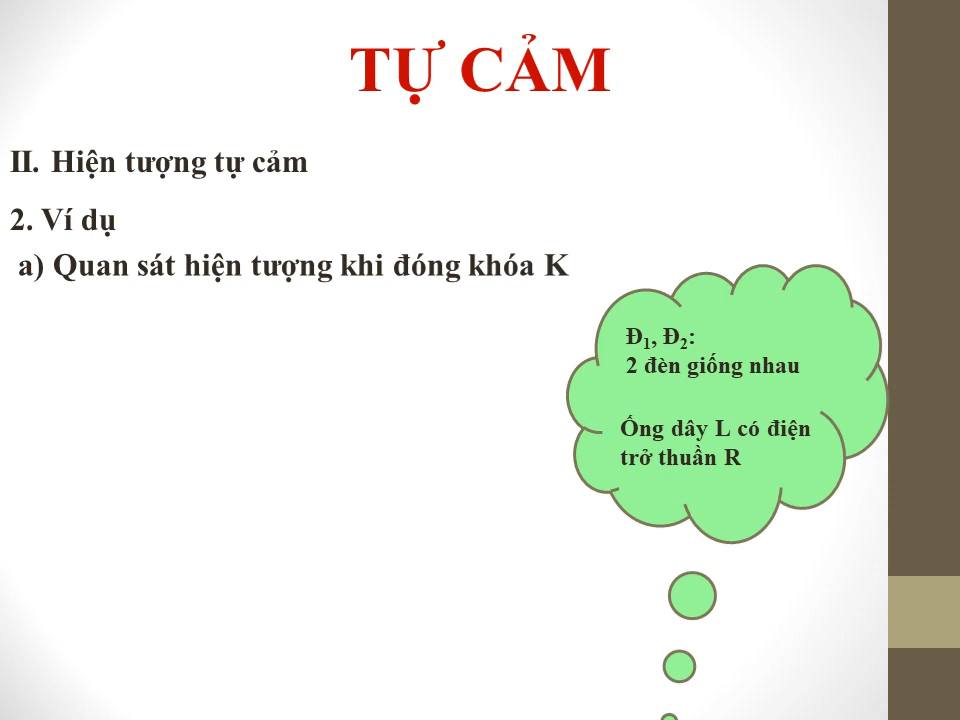 TỰ CẢM
II. Hiện tượng tự cảm
2. Ví dụ
a) Quan sát hiện tượng khi đóng khóa K
Đ₁, Đ₂:
2 đèn giống nhau
Ống dây L có điện
trở thuần R